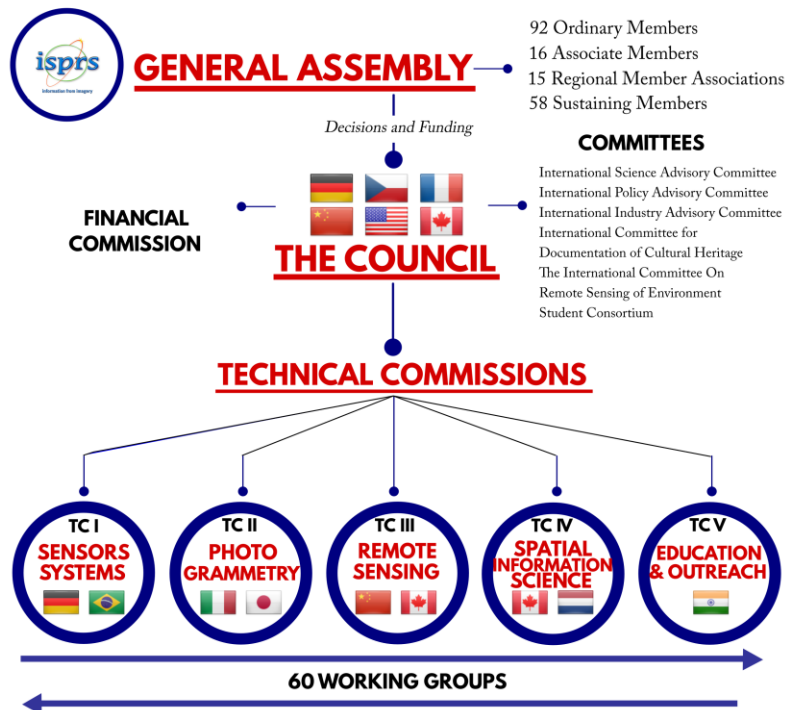 isprs
information from imagery
GENERAL ASSEMBLY
92 Ordinary Members
16 Associate Members
15 Regional Member Associations
58 Sustaining Members
Decisions and Funding
COMMITTEES
International Science Advisory Committee
International Policy Advisory Committee
International Industry Advisory Committee
International Committee for
Documentation of Cultural Heritage
The International Committee On
Remote Sensing of Environment
Student Consortium
FINANCIAL
COMMISSION
THE COUNCIL
TECHNICAL COMMISSIONS
TC I
SENSORS
SYSTEMS
TC II
PHOTO
GRAMMETRY
TC III
REMOTE
SENSING
TC IV
SPATIAL
INFORMATION
SCIENCE
TC V
EDUCATION
& OUTREACH
60 WORKING GROUPS